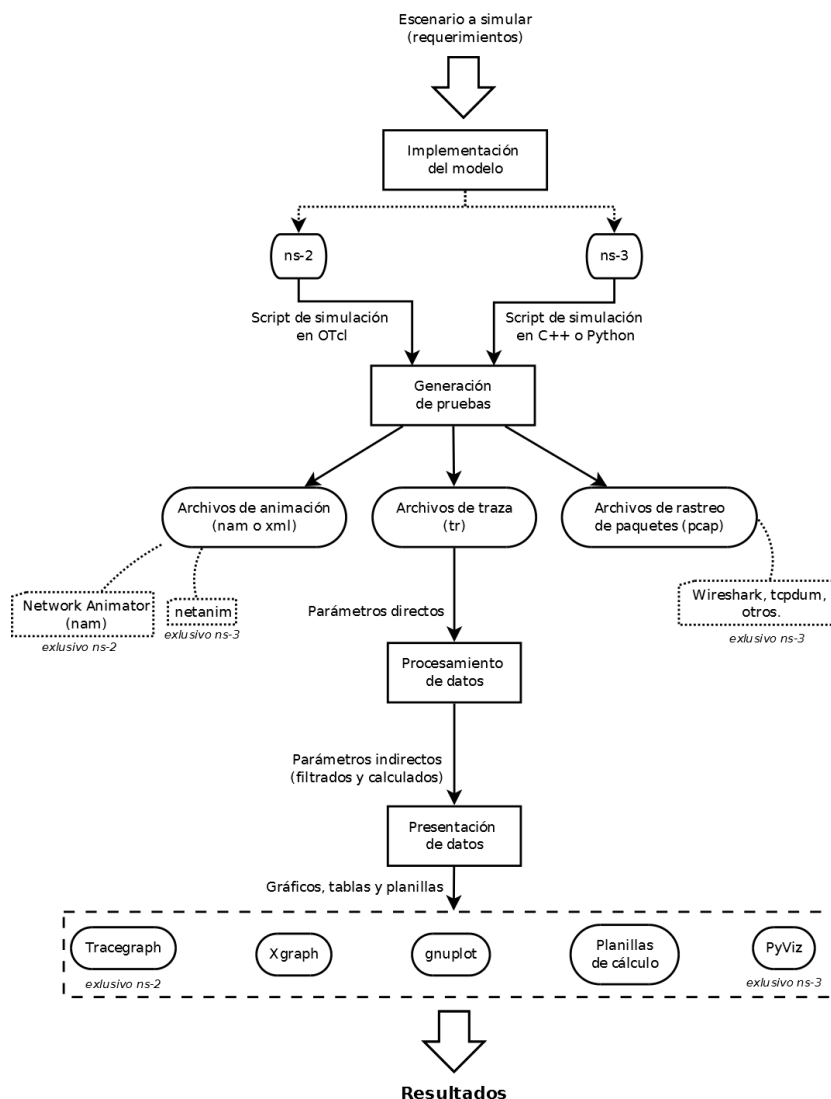 Escenario a simular
(requerimientos)
Implementación
del modelo
ns-2
ns-3
Script de simulación
en OTcl
Script de simulación
en C++ o Python
Generación
de pruebas
Archivos de animación
(nam o xml)
Archivos de traza
(tr)
Archivos de rastreo
de paquetes (pcap)
Network Animator
(nam)
exlusivo ns-2
netanim
exlusivo ns-3
Wireshark, tcpdum,
otros.
exlusivo ns-3
Parámetros directos
Procesamiento
de datos
Parámetros indirectos
(filtrados y calculados)
Presentación
de datos
Gráficos, tablas y planillas
Tracegraph
exlusivo ns-2
Xgraph
gnuplot
Planillas
de cálculo
PyViz
exlusivo ns-3
Resultados